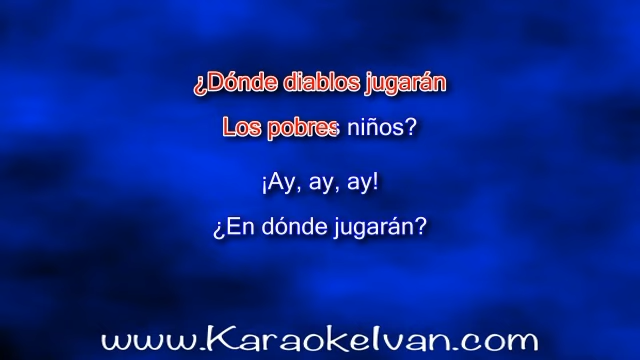 ¿Dónde diablos jugarán
Los pobres niños?
¡Ay, ay, ay!
¿En dónde jugarán?
www.KaraokeIvan.com